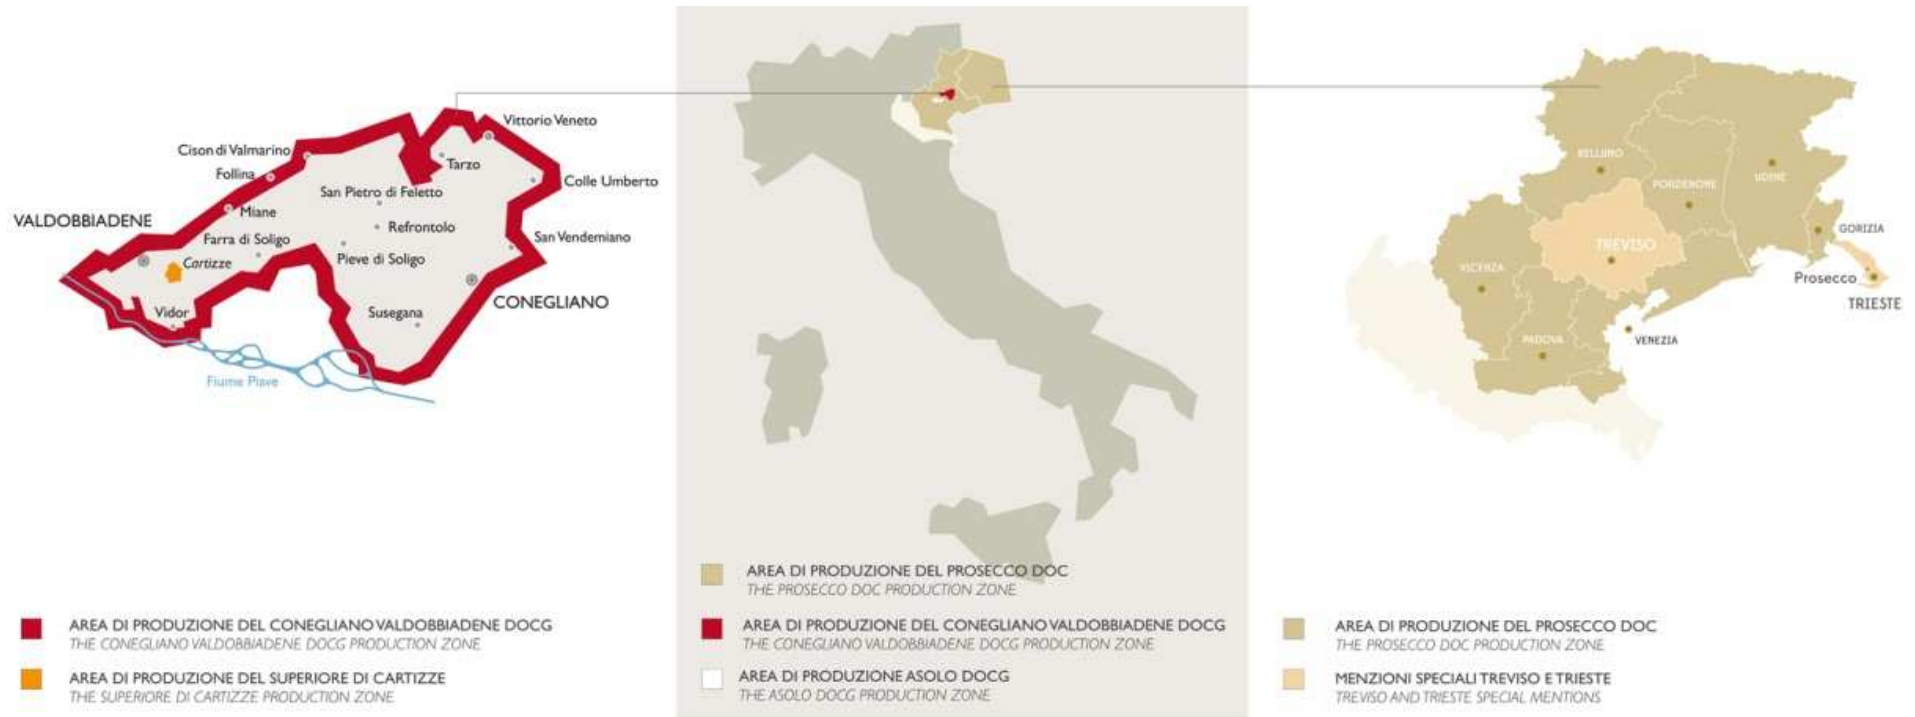 Vittorio Veneto
Cison di Valmarino
Tarzo
Follina
Colle Umberto
San Pietro di Feletto
Miane
VALDOBBIADENE
Refrontolo
Farra di Soligo
San Vendemiano
Cartizze
Pieve di Soligo
CONEGLIANO
Vidor
Susegana
Fiume Piave
AREA DI PRODUZIONE DEL CONEGLIANO VALDOBBIADENE DOCG
THE CONEGLIANO VALDOBBIADENE DOCG PRODUCTION ZONE
AREA DI PRODUZIONE DEL SUPERIORE DI CARTIZZE
THE SUPERIORE DI CARTIZZE PRODUCTION ZONE
AREA DI PRODUZIONE DEL PROSECCO DOC
THE PROSECCO DOC PRODUCTION ZONE
AREA DI PRODUZIONE DEL CONEGLIANO VALDOBBIADENE DOCG
THE CONEGLIANO VALDOBBIADENE DOCG PRODUCTION ZONE
AREA DI PRODUZIONE ASOLO DOCG
THE ASOLO DOCG PRODUCTION ZONE
BELLUNO
PORDENONE
UDINE
GORIZIA
TREVISO
VICENZA
Prosecco
TRIESTE
PADOVA
VENEZIA
AREA DI PRODUZIONE DEL PROSECCO DOC
THE PROSECCO DOC PRODUCTION ZONE
MENZIONI SPECIALI TREVISO E TRIESTE
TREVISO AND TRIESTE SPECIAL MENTIONS